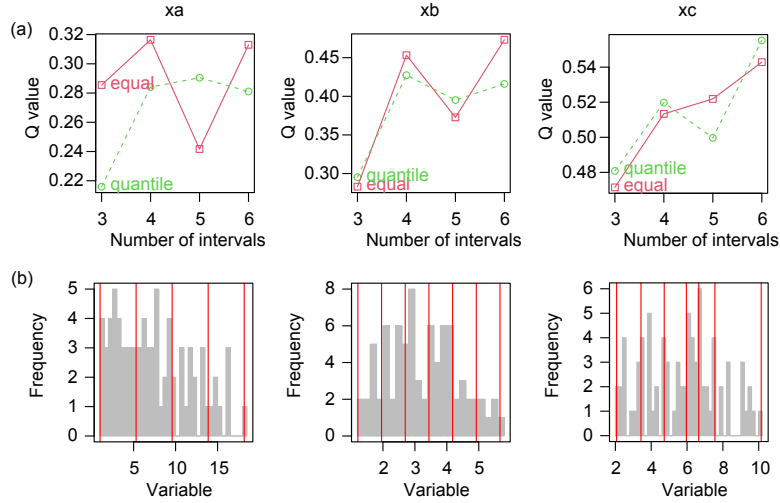 xa
xb
xc
(a)
0.32
0.30
0.28
0.26
0.24
0.22
Q value
equal
quantile
3 4 5 6
Number of intervals
0.45
0.40
0.35
0.30
Q value
quantile
equal
3 4 5 6
Number of intervals
0.54
0.52
0.50
0.48
Q value
quantile
equal
3 4 5 6
Number of intervals
(b)
5
4
3
2
1
0
Frequency
5 10 15
Variable
8
6
4
2
0
Frequency
2 3 4 5
Variable
6
5
4
3
2
1
0
Frequency
2 4 6 8 10
Variable